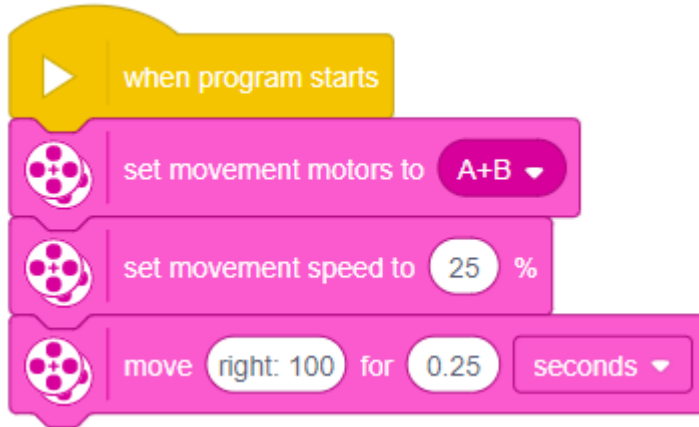 when program starts
set movement motors to A+B
set movement speed to 25 %
move right: 100 for 0.25 seconds